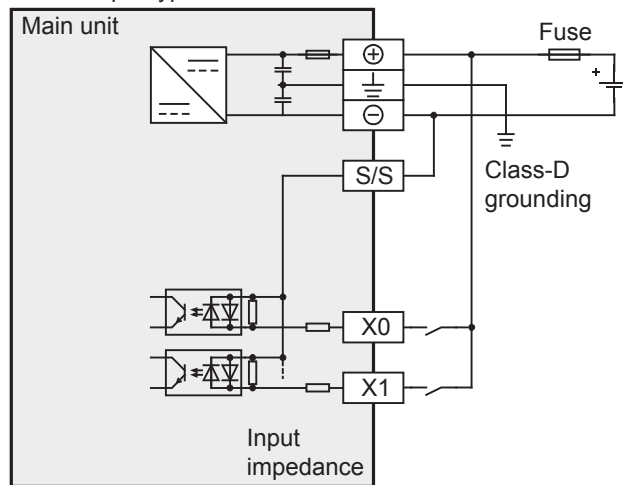 Main unit
Fuse
+
S/S
Class-D
grounding
X0
X1
Input
impedance